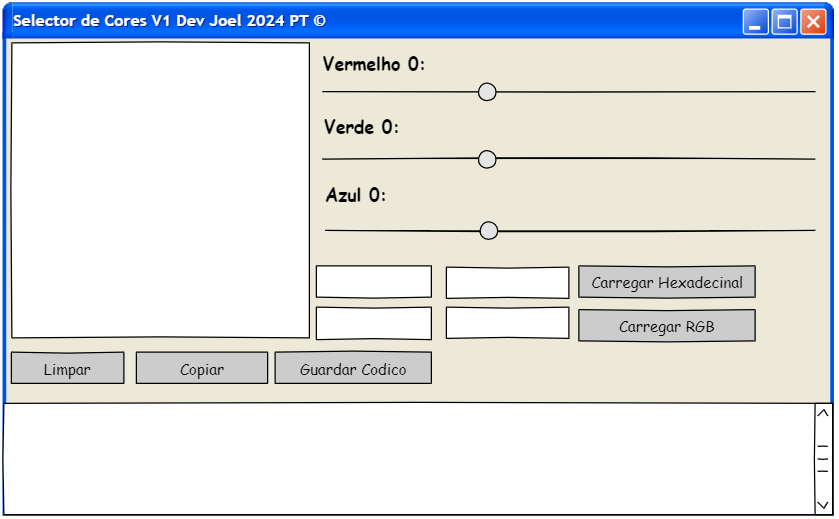 Selector de Cores V1 Dev Joel 2024 PT ©
Vermelho 0:
Verde 0:
Azul 0:
Carregar Hexadecinal
Carregar RGB
Limpar
Copiar
Guardar Codico